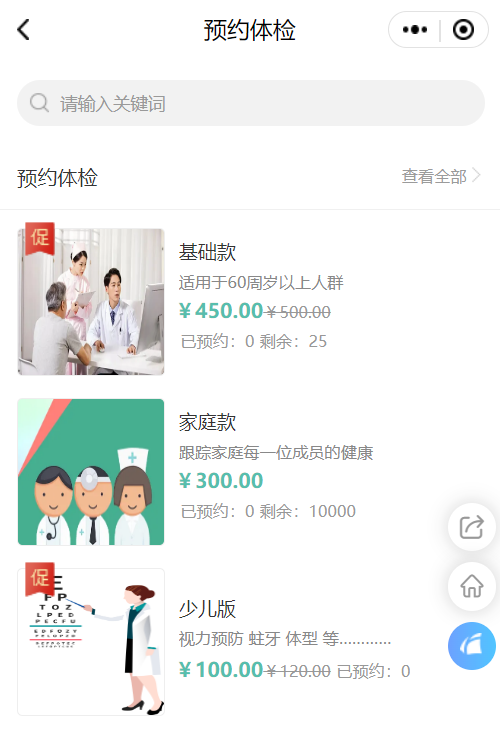 预约体检
请输入关键词
预约体检 查看全部
促
基础款
适用于60周岁以上人群
¥450.00 ¥500.00
已预约：0 剩余：25
家庭款
跟踪家庭每一位成员的健康
¥300.00
已预约：0 剩余：10000
促
E
F P
T O Z
L P E D
P E C F D
E D F C Z P
少儿版
视力预防 蛀牙 体型 等............
¥100.00 ¥120.00 已预约：0